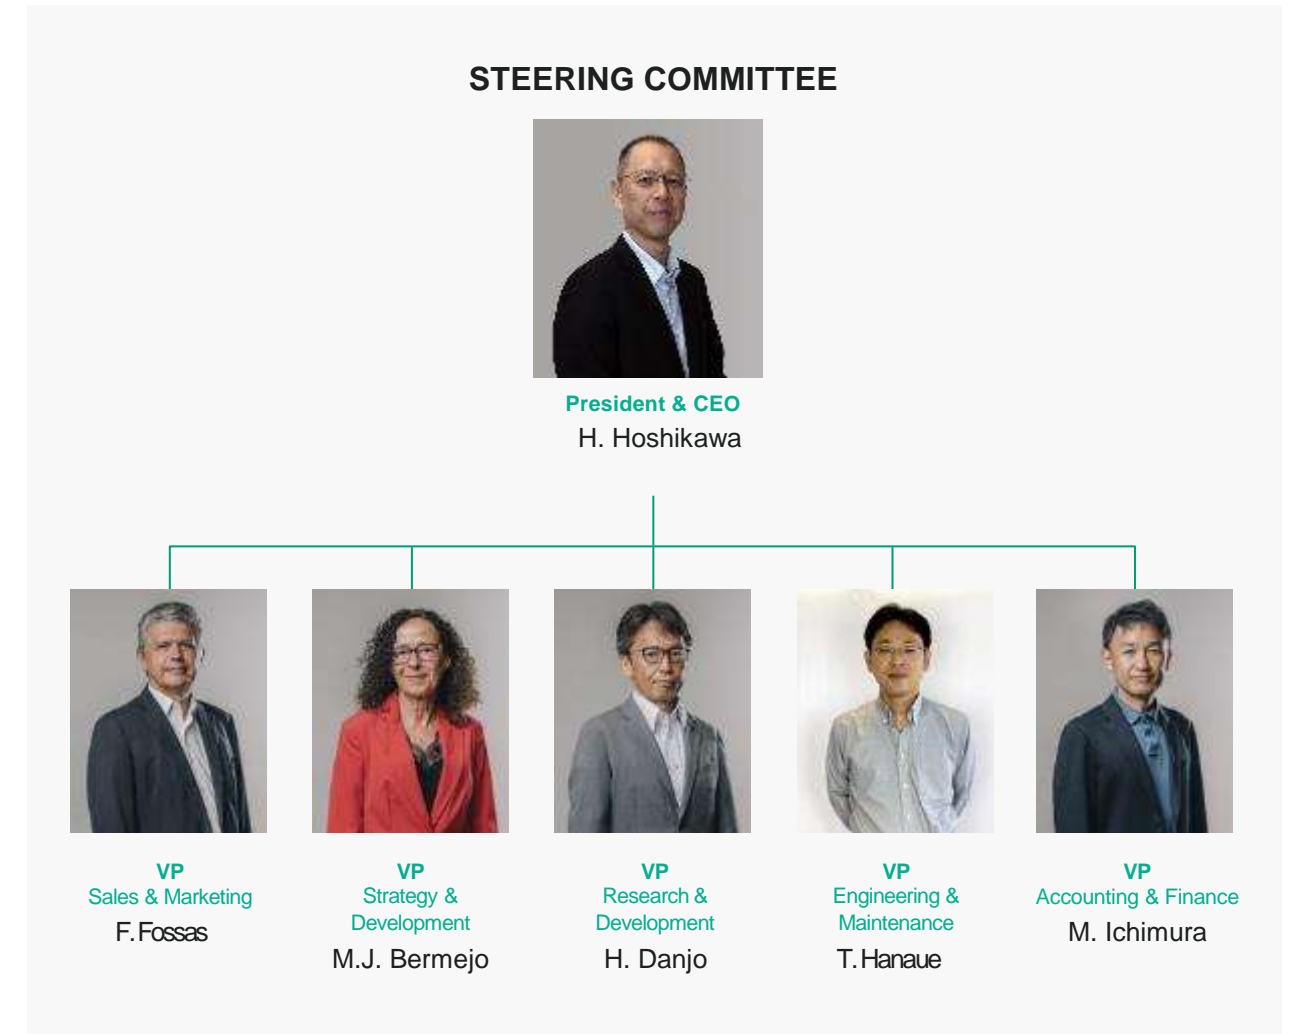 STEERING COMMITTEE
President & CEO
H. Hoshikawa
VP
Sales & Marketing
F. Fossas
VP
Strategy &
Development
M.J. Bermejo
VP
Research &
Development
H. Danjo
VP
Engineering &
Maintenance
T. Hanaue
VP
Accounting & Finance
M. Ichimura